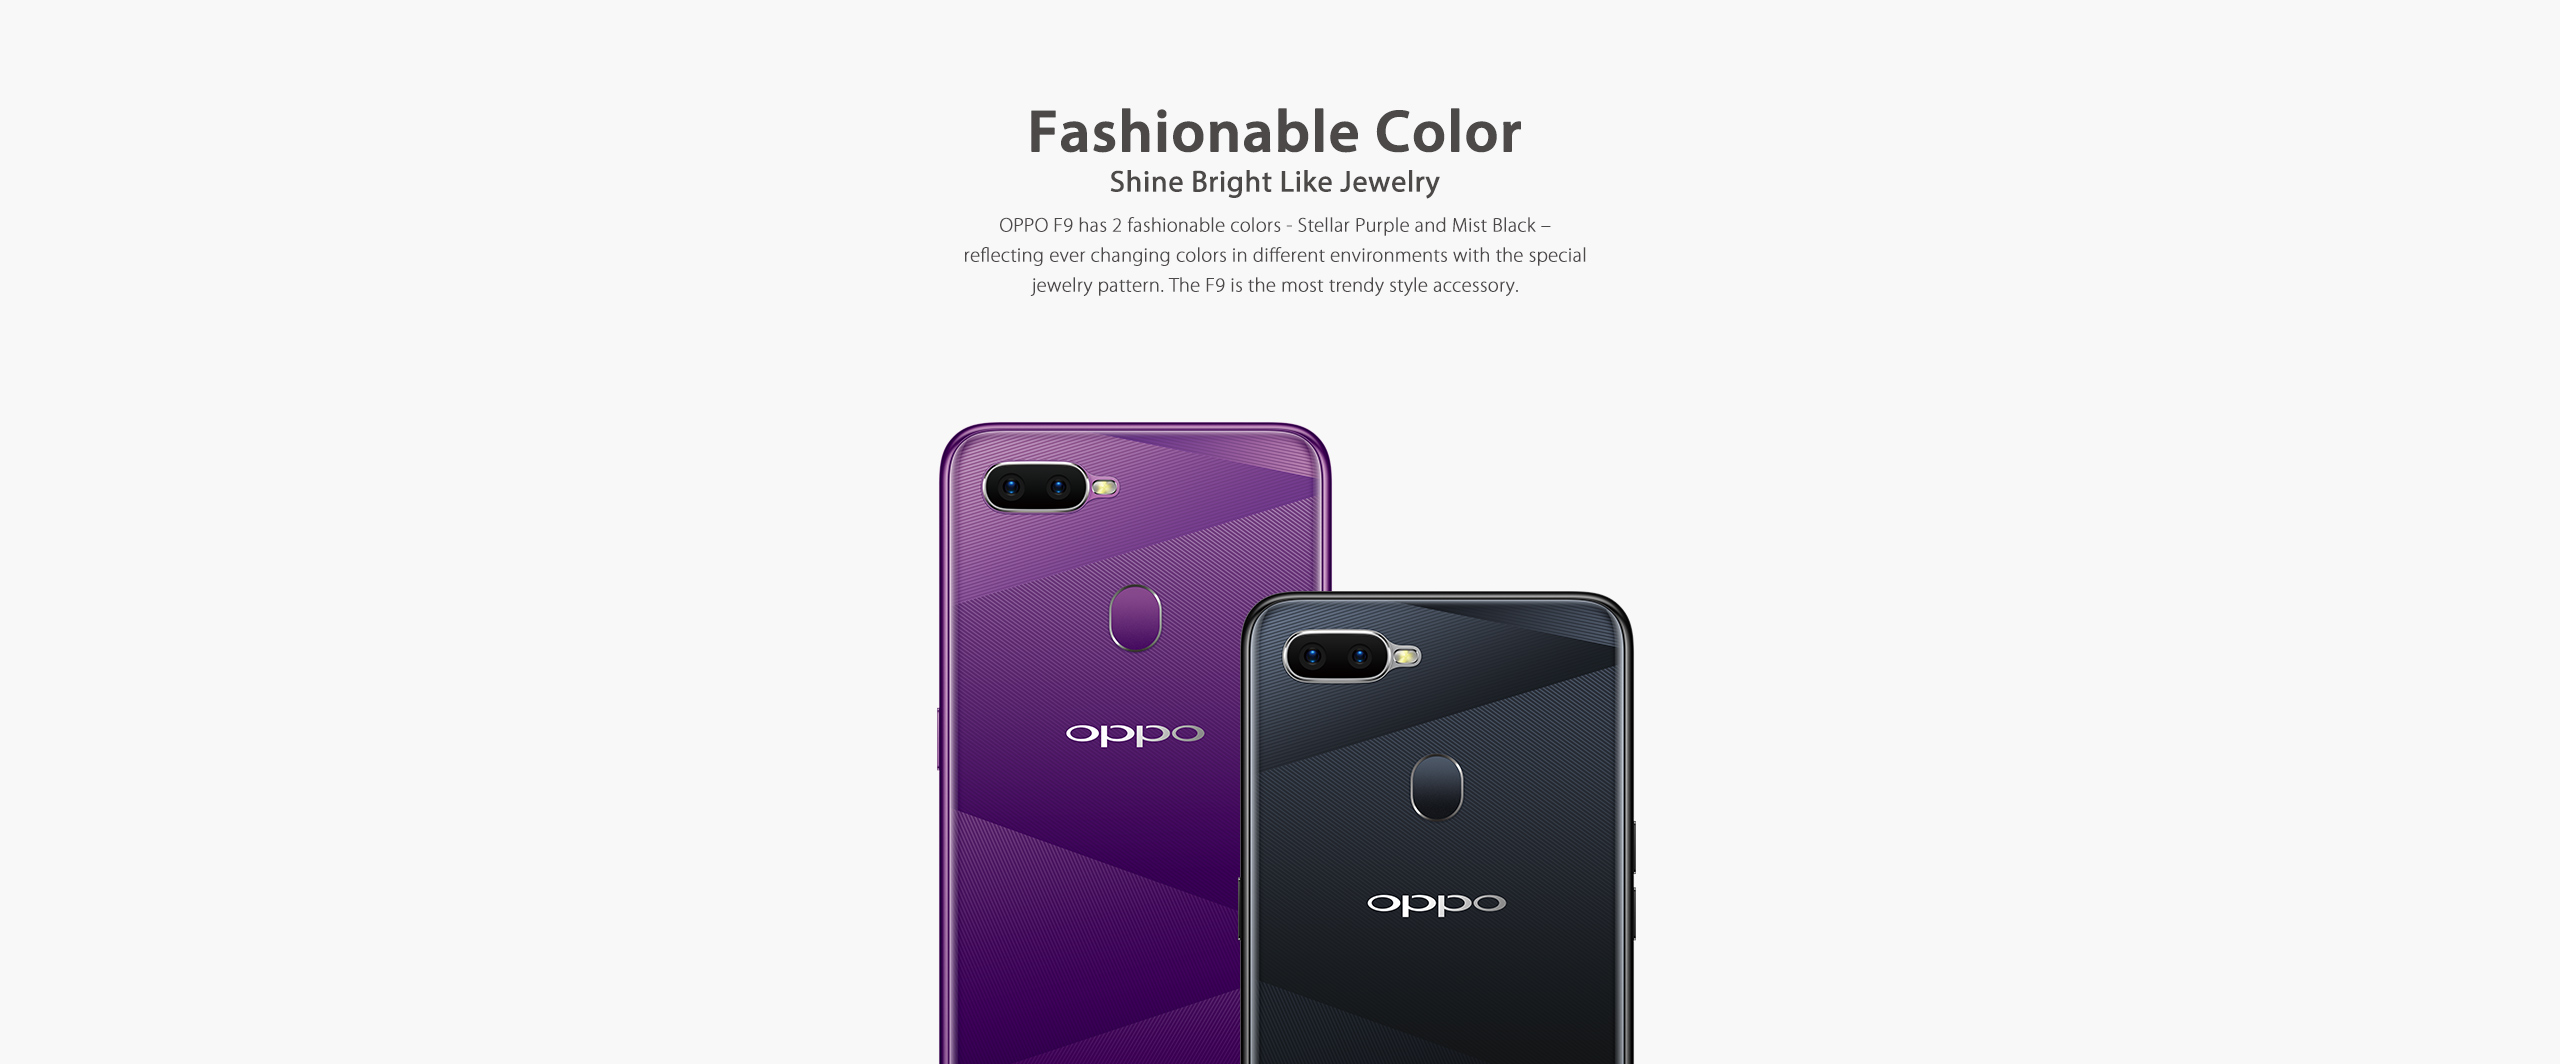 Fashionable Color
Shine Bright Like Jewelry
OPPO F9 has 2 fashionable colors - Stellar Purple and Mist Black –
reflecting ever changing colors in different environments with the special
jewelry pattern. The F9 is the most trendy style accessory.
oppo
oppo